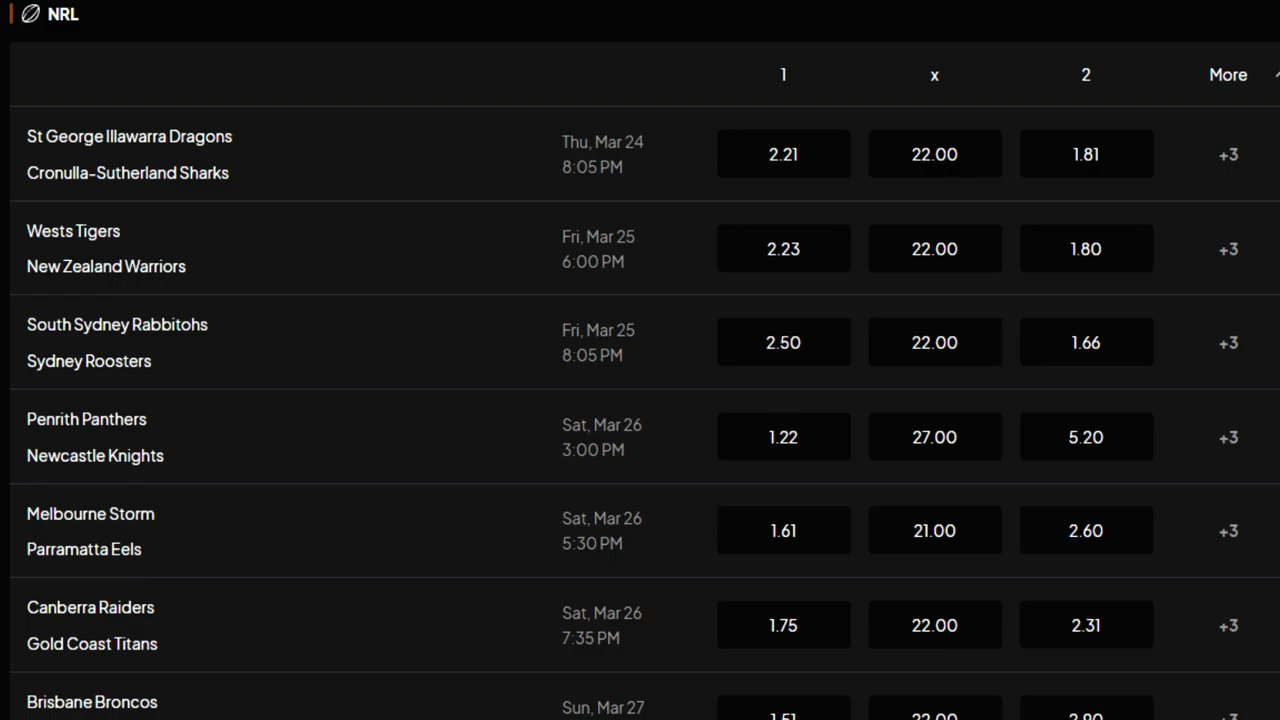 NRL
1 x 2 More
St George Illawarra Dragons
Cronulla-Sutherland Sharks
Thu, Mar 24
8:05 PM
2.21 22.00 1.81 +3
Wests Tigers
New Zealand Warriors
Fri, Mar 25
6:00 PM
2.23 22.00 1.80 +3
South Sydney Rabbitohs
Sydney Roosters
Fri, Mar 25
8:05 PM
2.50 22.00 1.66 +3
Penrith Panthers
Newcastle Knights
Sat, Mar 26
3:00 PM
1.22 27.00 5.20 +3
Melbourne Storm
Parramatta Eels
Sat, Mar 26
5:30 PM
1.61 21.00 2.60 +3
Canberra Raiders
Gold Coast Titans
Sat, Mar 26
7:35 PM
1.75 22.00 2.31 +3
Brisbane Broncos
Sun, Mar 27
1.51 22.00 +3